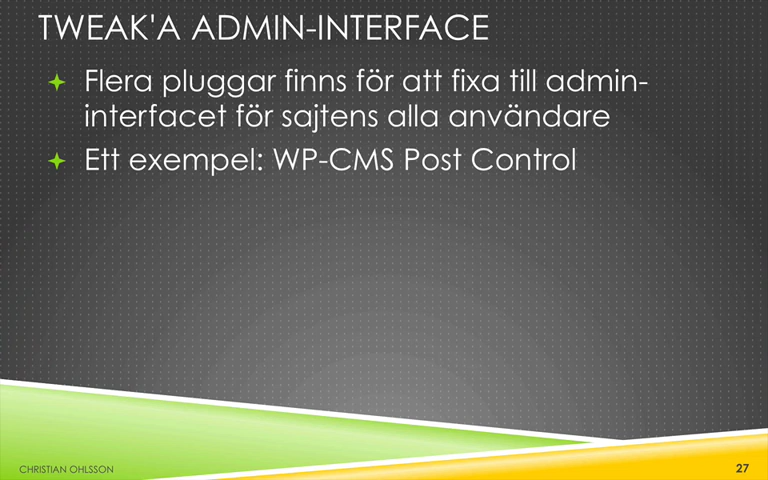 TWEAK'A ADMIN-INTERFACE
Flera pluggar finns för att fixa till admin-
interfacet för sajtens alla användare
Ett exempel: WP-CMS Post Control
CHRISTIAN OHLSSON
27